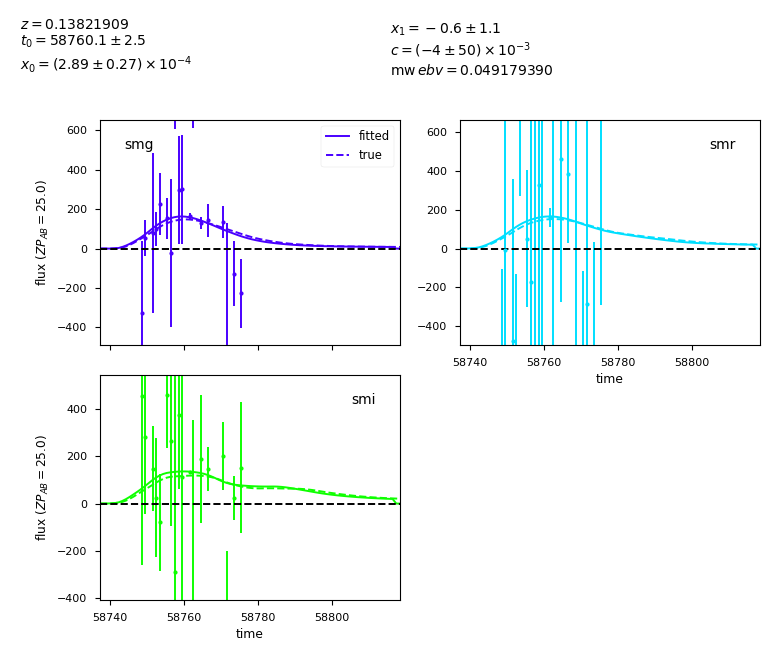 z = 0.13821909
t0 = 58760.1 ± 2.5
x0 = (2.89 ± 0.27) × 10^−4
x1 = −0.6 ± 1.1
c = (−4 ± 50) × 10^−3
mw ebv = 0.049179390
smg
fitted
true
600
400
200
0
−200
−400
flux (ZP_AB = 25.0)
smr
600
400
200
0
−200
−400
58740
58760
58780
58800
time
smi
400
200
0
−200
−400
flux (ZP_AB = 25.0)
58740
58760
58780
58800
time